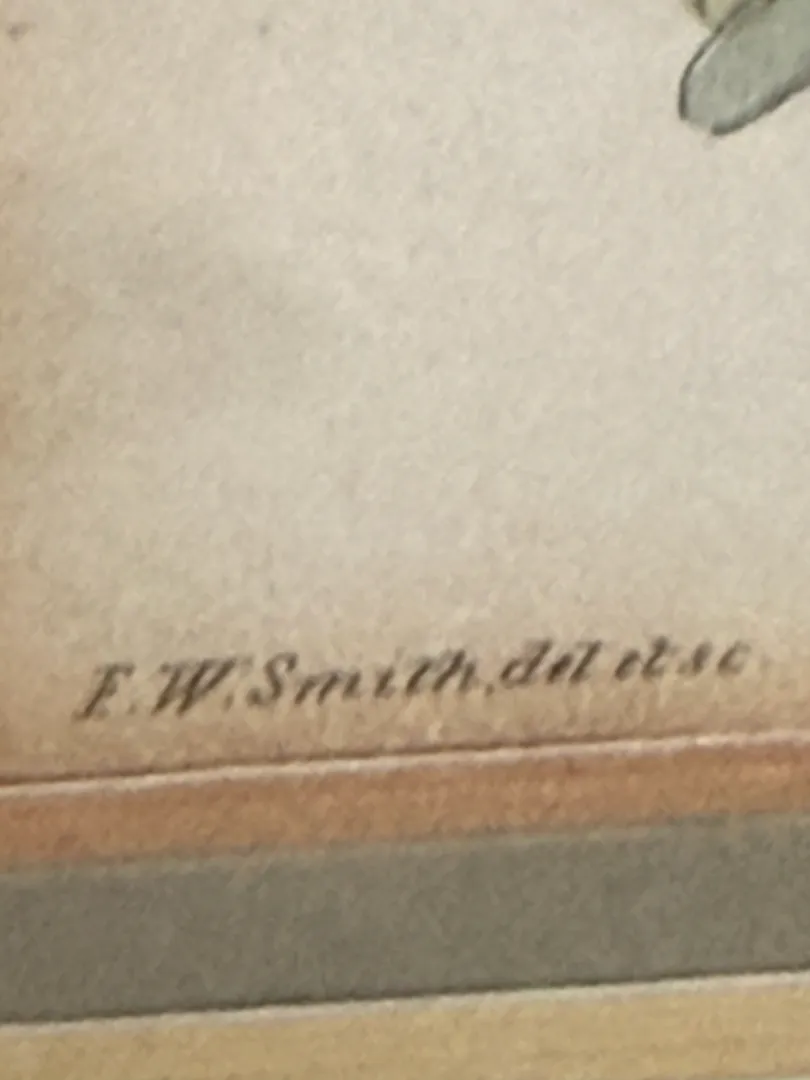 F.W.Smith, del et sc.